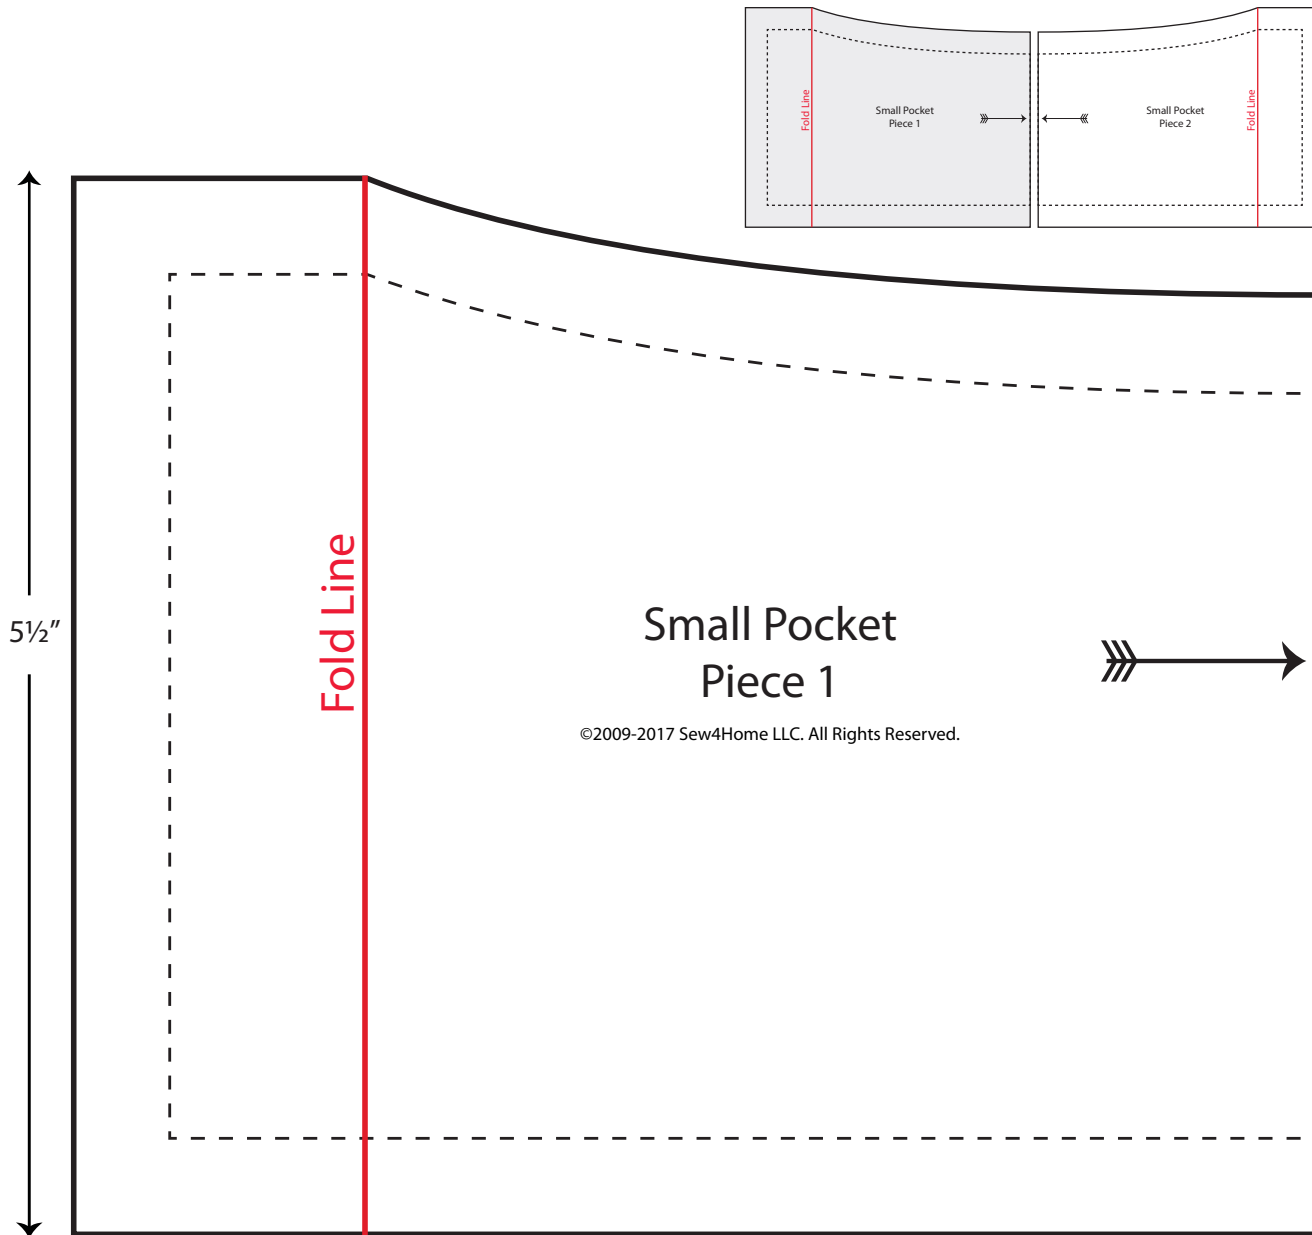 Fold Line
Small Pocket
Piece 1
Small Pocket
Piece 2
Fold Line
5½”
Fold Line
Small Pocket
Piece 1
©2009-2017 Sew4Home LLC. All Rights Reserved.